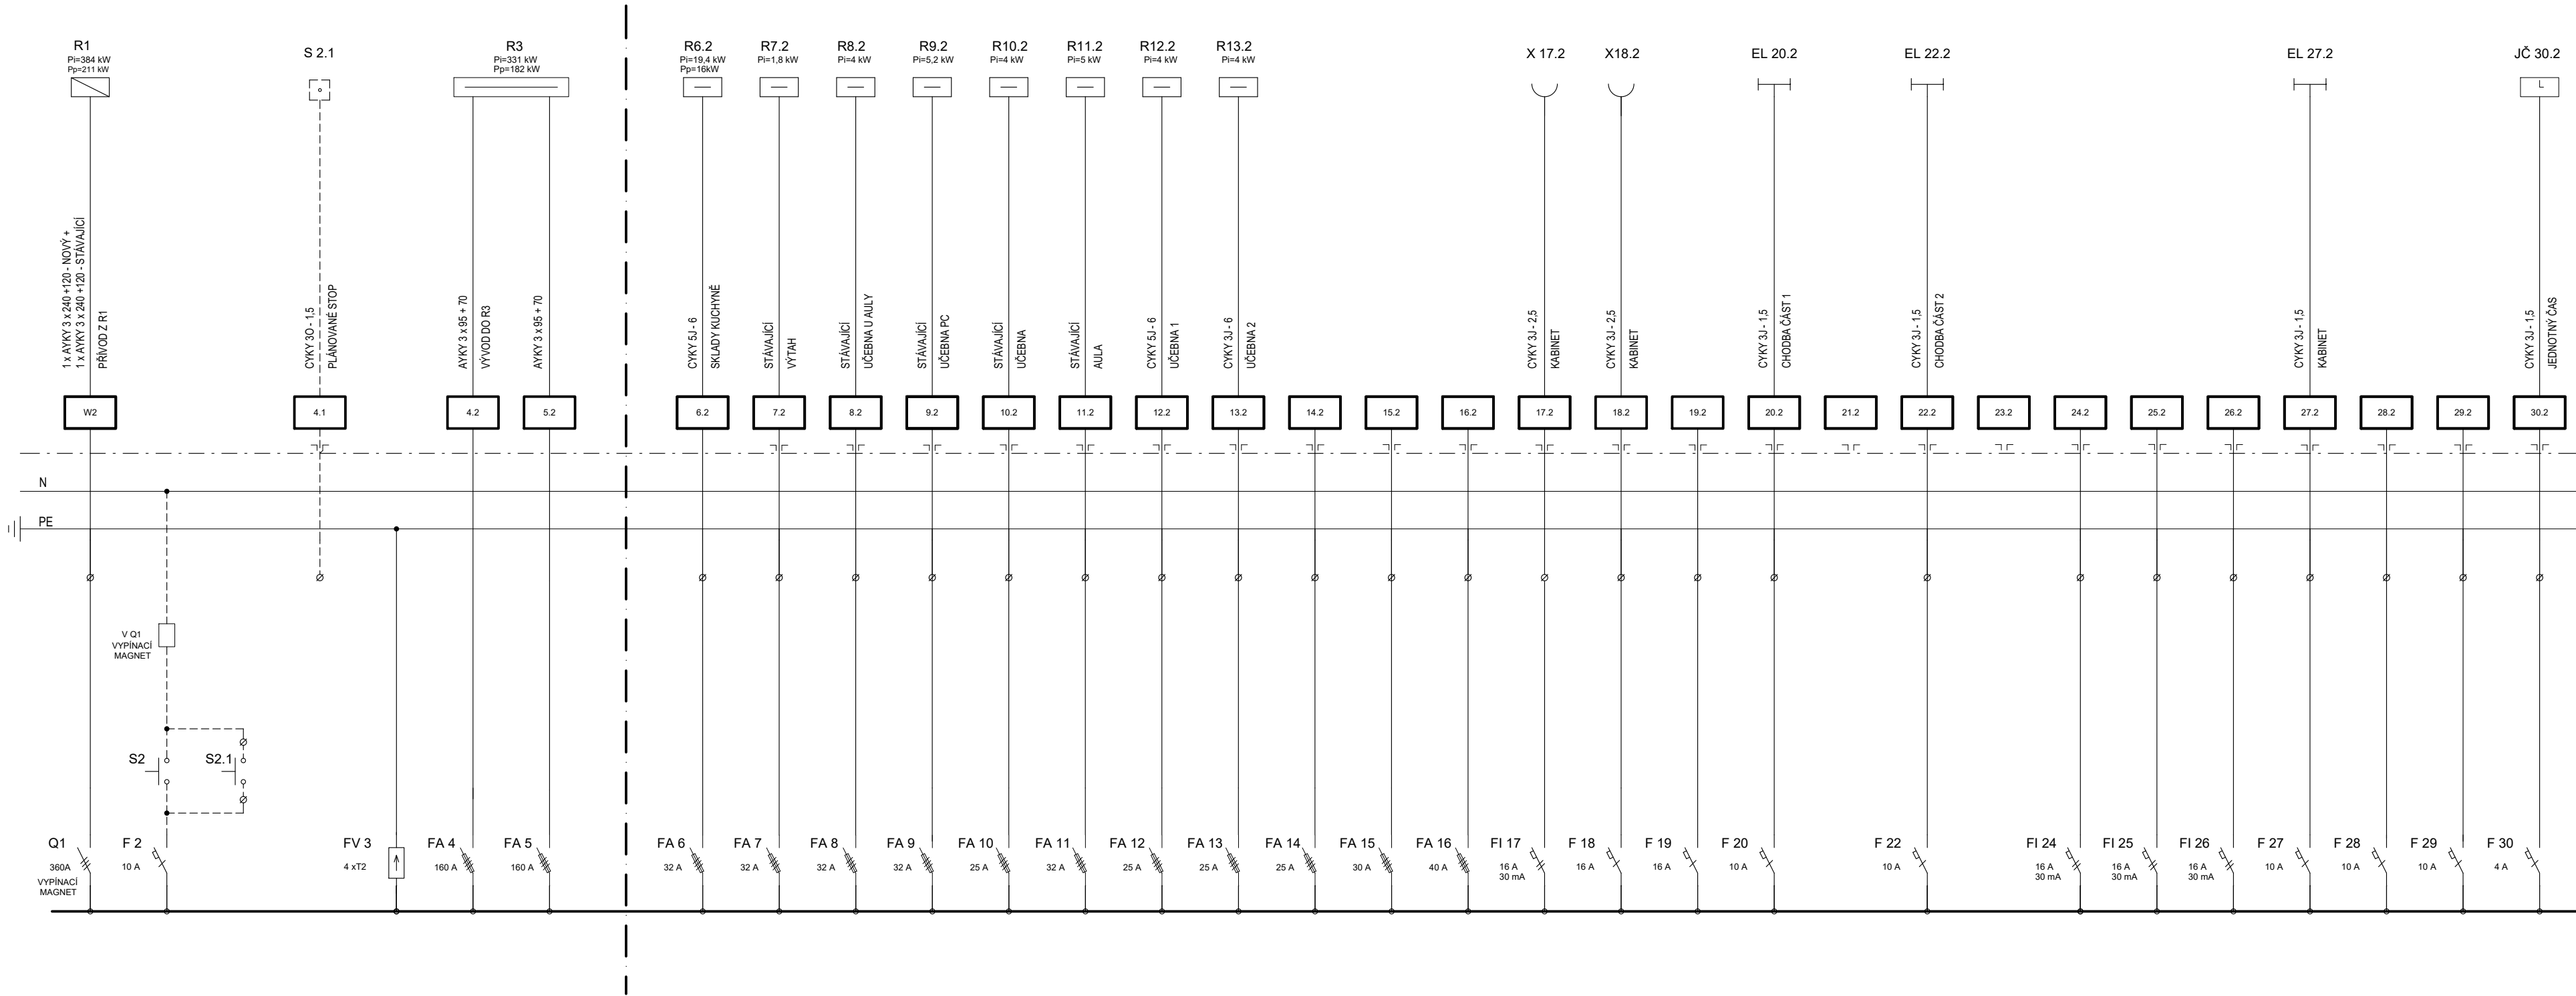 R1
Pi=384 kW
Pp=211 kW
S 2.1
R3
Pi=331 kW
Pp=182 kW
R6.2
Pi=19,4 kW
Pp=16kW
R7.2
Pi=1,8 kW
R8.2
Pi=4 kW
R9.2
Pi=5,2 kW
R10.2
Pi=4 kW
R11.2
Pi=5 kW
R12.2
Pi=4 kW
R13.2
Pi=4 kW
X 17.2
X18.2
EL 20.2
EL 22.2
EL 27.2
JČ 30.2
L
1 x AYKY 3 x 240 +120 - NOVÝ +
1 x AYKY 3 x 240 +120 - STÁVAJÍCÍ
PŘÍVOD Z R1
CYKY 3O - 1,5
PLÁNOVANÉ STOP
AYKY 3 x 95 + 70
VÝVOD DO R3
AYKY 3 x 95 + 70
CYKY 5J - 6
SKLADY KUCHYNĚ
STÁVAJÍCÍ
VÝTAH
STÁVAJÍCÍ
UČEBNA U AULY
STÁVAJÍCÍ
UČEBNA PC
STÁVAJÍCÍ
UČEBNA
STÁVAJÍCÍ
AULA
CYKY 5J - 6
UČEBNA 1
CYKY 3J - 6
UČEBNA 2
CYKY 3J - 2,5
KABINET
CYKY 3J - 2,5
KABINET
CYKY 3J - 1,5
CHODBA ČÁST 1
CYKY 3J - 1,5
CHODBA ČÁST 2
CYKY 3J - 1,5
KABINET
CYKY 3J - 1,5
JEDNOTNÝ ČAS
W2
4.1
4.2
5.2
6.2
7.2
8.2
9.2
10.2
11.2
12.2
13.2
14.2
15.2
16.2
17.2
18.2
19.2
20.2
21.2
22.2
23.2
24.2
25.2
26.2
27.2
28.2
29.2
30.2
N
PE
V Q1
VYPÍNACÍ
MAGNET
S2
S2.1
Q1
360A
VYPÍNACÍ
MAGNET
F 2
10 A
FV 3
4 xT2
FA 4
160 A
FA 5
160 A
FA 6
32 A
FA 7
32 A
FA 8
32 A
FA 9
32 A
FA 10
25 A
FA 11
32 A
FA 12
25 A
FA 13
25 A
FA 14
25 A
FA 15
30 A
FA 16
40 A
FI 17
16 A
30 mA
F 18
16 A
F 19
16 A
F 20
10 A
F 22
10 A
FI 24
16 A
30 mA
FI 25
16 A
30 mA
FI 26
16 A
30 mA
F 27
10 A
F 28
10 A
F 29
10 A
F 30
4 A